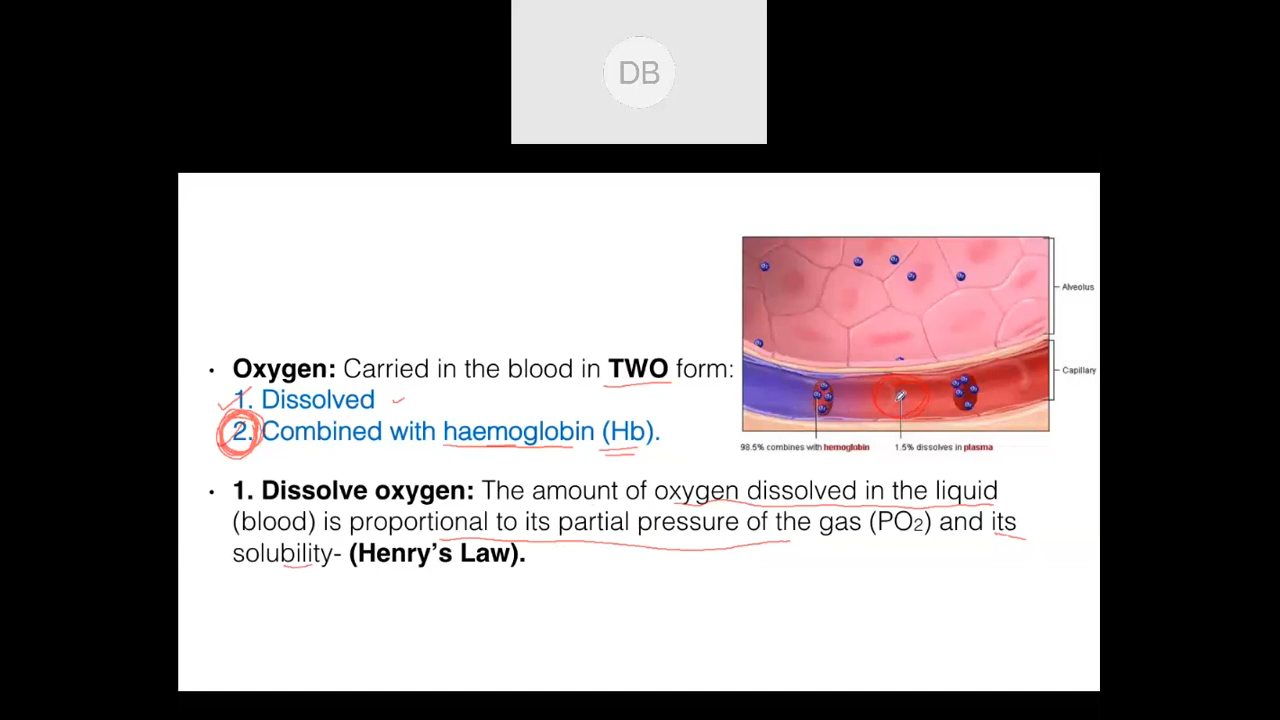 DB
Alveolus
• Oxygen: Carried in the blood in TWO form:
Capillary
1. Dissolved
2. Combined with haemoglobin (Hb).
98.5% combines with hemoglobin
1.5% dissolves in plasma
• 1. Dissolve oxygen: The amount of oxygen dissolved in the liquid
(blood) is proportional to its partial pressure of the gas (PO2) and its
solubility- (Henry's Law).